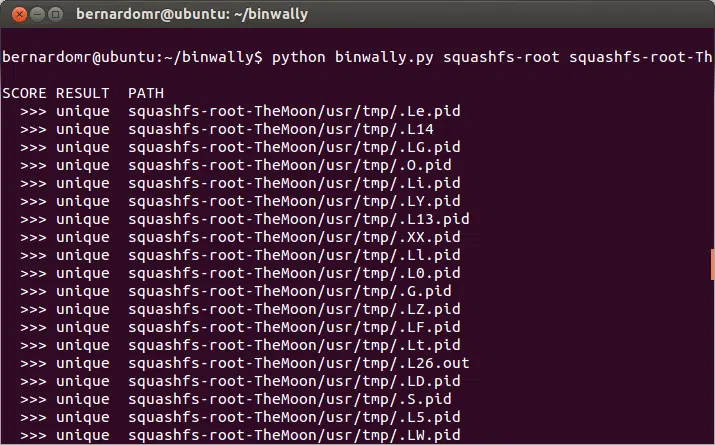 bernardomr@ubuntu: ~/binwally
bernardomr@ubuntu:~/binwally$ python binwally.py squashfs-root squashfs-root-Th
SCORE RESULT PATH
>>> unique squashfs-root-TheMoon/usr/tmp/.Le.pid
>>> unique squashfs-root-TheMoon/usr/tmp/.L14
>>> unique squashfs-root-TheMoon/usr/tmp/.LG.pid
>>> unique squashfs-root-TheMoon/usr/tmp/.O.pid
>>> unique squashfs-root-TheMoon/usr/tmp/.Li.pid
>>> unique squashfs-root-TheMoon/usr/tmp/.LY.pid
>>> unique squashfs-root-TheMoon/usr/tmp/.L13.pid
>>> unique squashfs-root-TheMoon/usr/tmp/.XX.pid
>>> unique squashfs-root-TheMoon/usr/tmp/.Ll.pid
>>> unique squashfs-root-TheMoon/usr/tmp/.L0.pid
>>> unique squashfs-root-TheMoon/usr/tmp/.G.pid
>>> unique squashfs-root-TheMoon/usr/tmp/.LZ.pid
>>> unique squashfs-root-TheMoon/usr/tmp/.LF.pid
>>> unique squashfs-root-TheMoon/usr/tmp/.Lt.pid
>>> unique squashfs-root-TheMoon/usr/tmp/.L26.out
>>> unique squashfs-root-TheMoon/usr/tmp/.LD.pid
>>> unique squashfs-root-TheMoon/usr/tmp/.S.pid
>>> unique squashfs-root-TheMoon/usr/tmp/.L5.pid
>>> unique squashfs-root-TheMoon/usr/tmp/.LW.pid